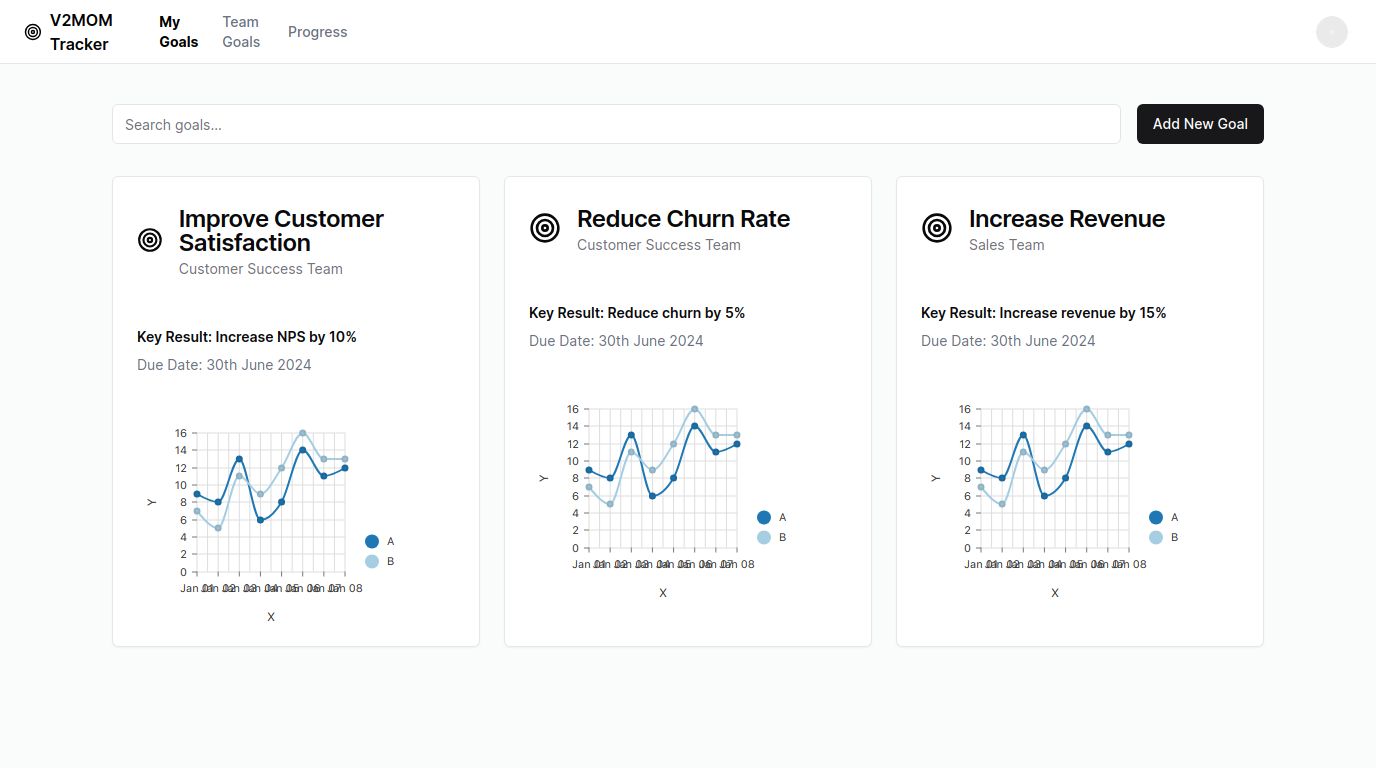 V2MOM
Tracker
My
Goals
Team
Goals
Progress
Search goals...
Add New Goal
Improve Customer
Satisfaction
Customer Success Team
Key Result: Increase NPS by 10%
Due Date: 30th June 2024
16
14
12
10
8
6
4
2
0
Y
Jan 01 Jan 02 Jan 03 Jan 04 Jan 05 Jan 06 Jan 07 Jan 08
X
A
B
Reduce Churn Rate
Customer Success Team
Key Result: Reduce churn by 5%
Due Date: 30th June 2024
16
14
12
10
8
6
4
2
0
Y
Jan 01 Jan 02 Jan 03 Jan 04 Jan 05 Jan 06 Jan 07 Jan 08
X
A
B
Increase Revenue
Sales Team
Key Result: Increase revenue by 15%
Due Date: 30th June 2024
16
14
12
10
8
6
4
2
0
Y
Jan 01 Jan 02 Jan 03 Jan 04 Jan 05 Jan 06 Jan 07 Jan 08
X
A
B